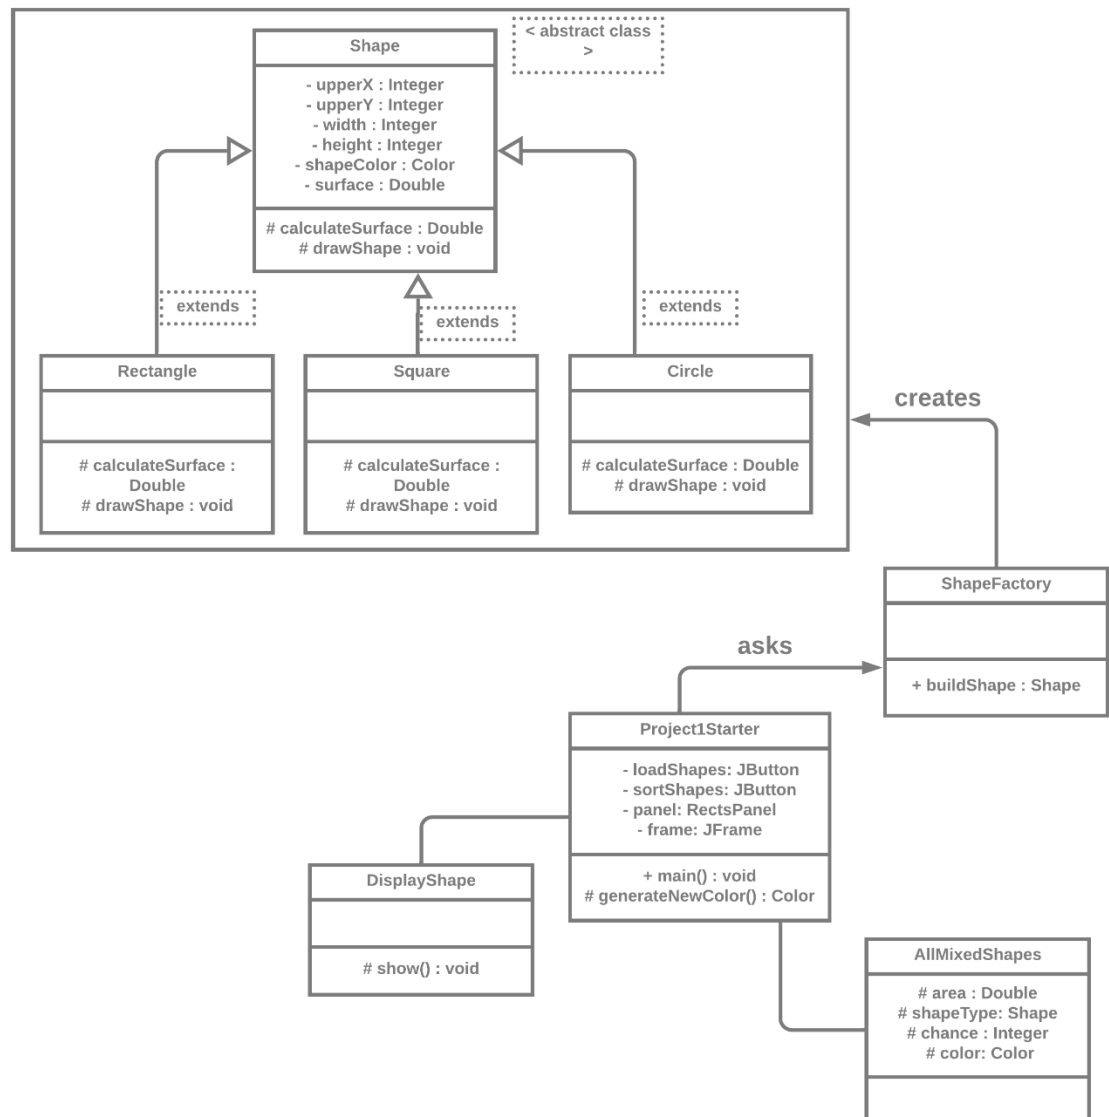 < abstract class
>
Shape
- upperX : Integer
- upperY : Integer
- width : Integer
- height : Integer
- shapeColor : Color
- surface : Double
# calculateSurface : Double
# drawShape : void
extends
extends
extends
Rectangle
# calculateSurface :
Double
# drawShape : void
Square
# calculateSurface :
Double
# drawShape : void
Circle
# calculateSurface : Double
# drawShape : void
creates
ShapeFactory
+ buildShape : Shape
asks
Project1Starter
- loadShapes: JButton
- sortShapes: JButton
- panel: RectsPanel
- frame: JFrame
+ main() : void
# generateNewColor() : Color
DisplayShape
# show() : void
AllMixedShapes
# area : Double
# shapeType: Shape
# chance : Integer
# color: Color